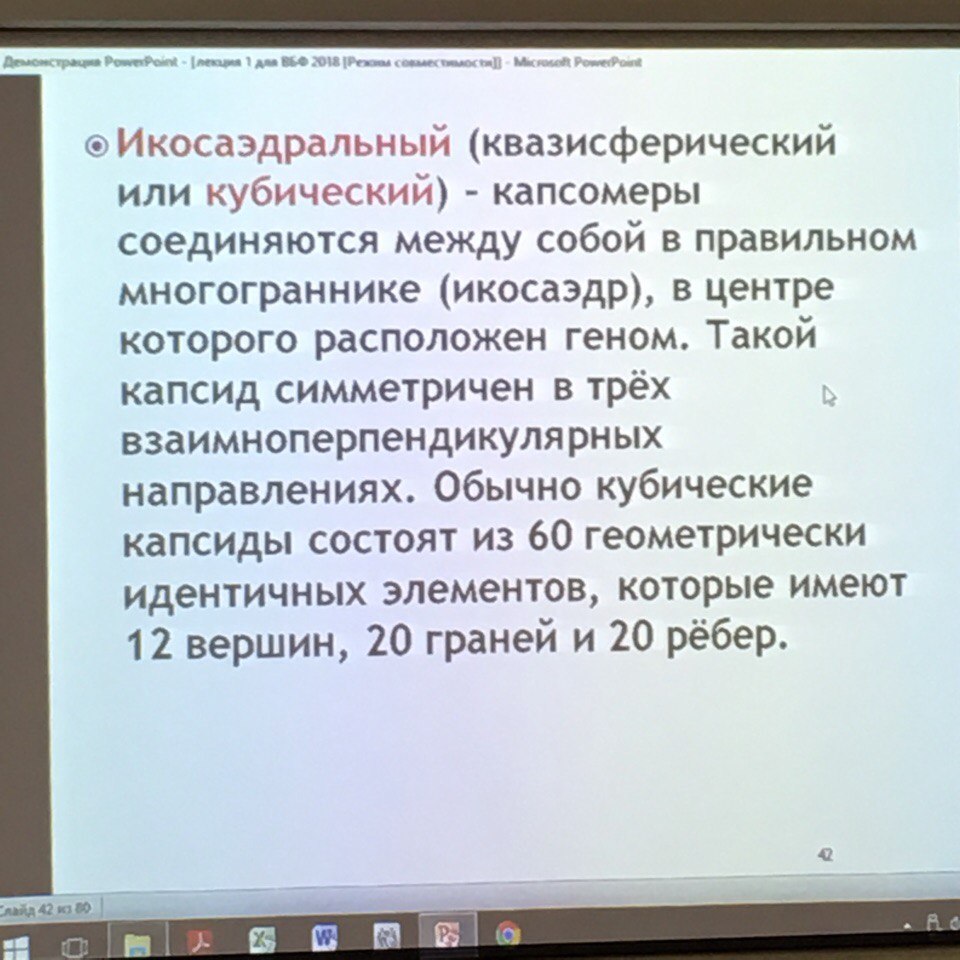 Демонстрация PowerPoint - [лекция 1 для ВБФ 2018 [Режим совместимости]] - Microsoft PowerPoint
Икосаэдральный (квазисферический
или кубический) - капсомеры
соединяются между собой в правильном
многограннике (икосаэдр), в центре
которого расположен геном. Такой
капсид симметричен в трёх
взаимноперпендикулярных
направлениях. Обычно кубические
капсиды состоят из 60 геометрически
идентичных элементов, которые имеют
12 вершин, 20 граней и 20 рёбер.
42
Слайд 42 из 80